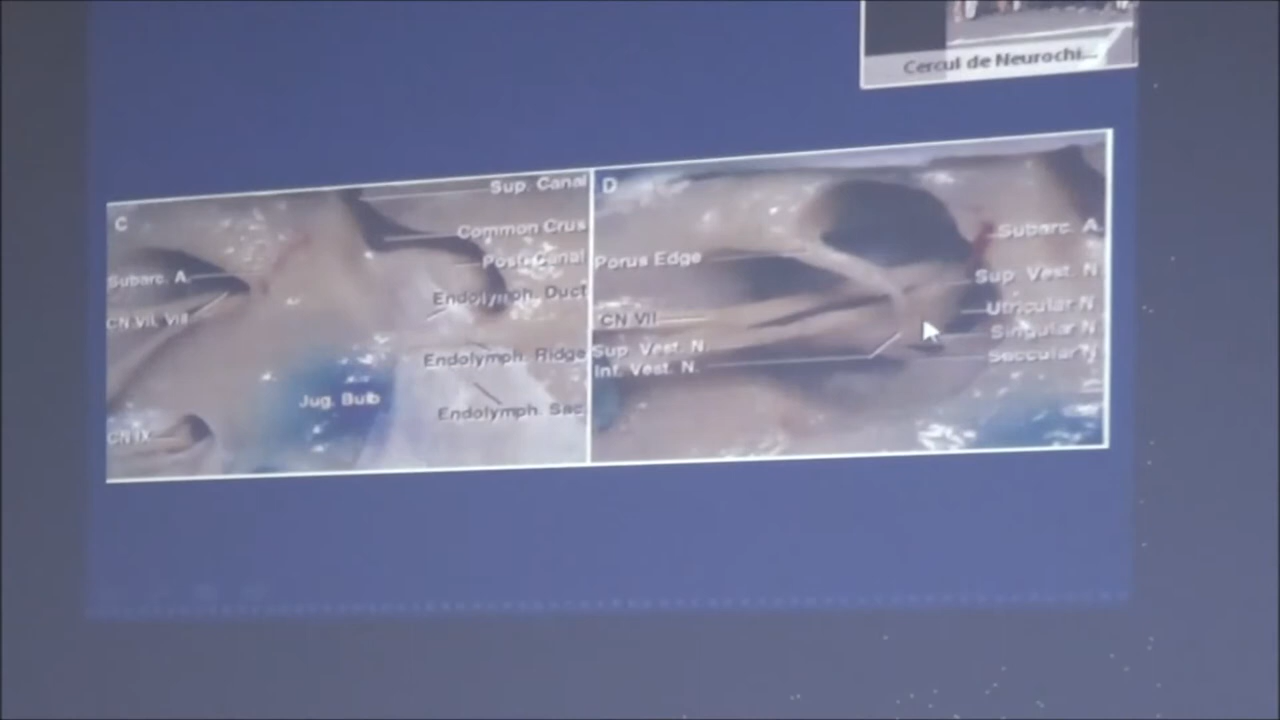 Cercul de Neurochi...
C
Sup. Canal
Common Crus
Subarc. A.
Post. Canal
Endolymph. Duct
CN VII, VIII
Endolymph. Ridge
Jug. Bulb
Endolymph. Sac
CN IX
D
Subarc. A.
Porus Edge
Sup. Vest. N.
Utricular N.
CN VII
Singular N.
Sup. Vest. N.
Saccular N.
Inf. Vest. N.